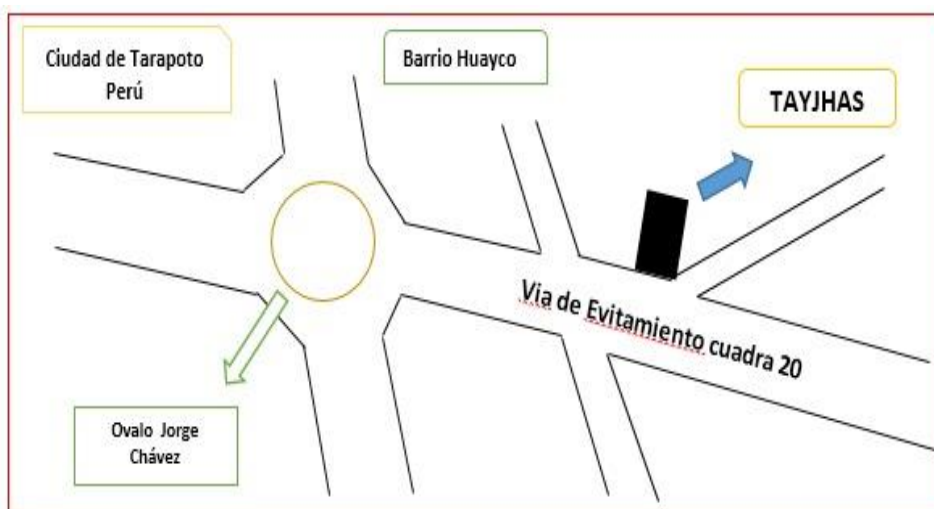 Ciudad de Tarapoto
Perú
Barrio Huayco
TAYJHAS
Via de Evitamiento cuadra 20
Ovalo Jorge
Chávez